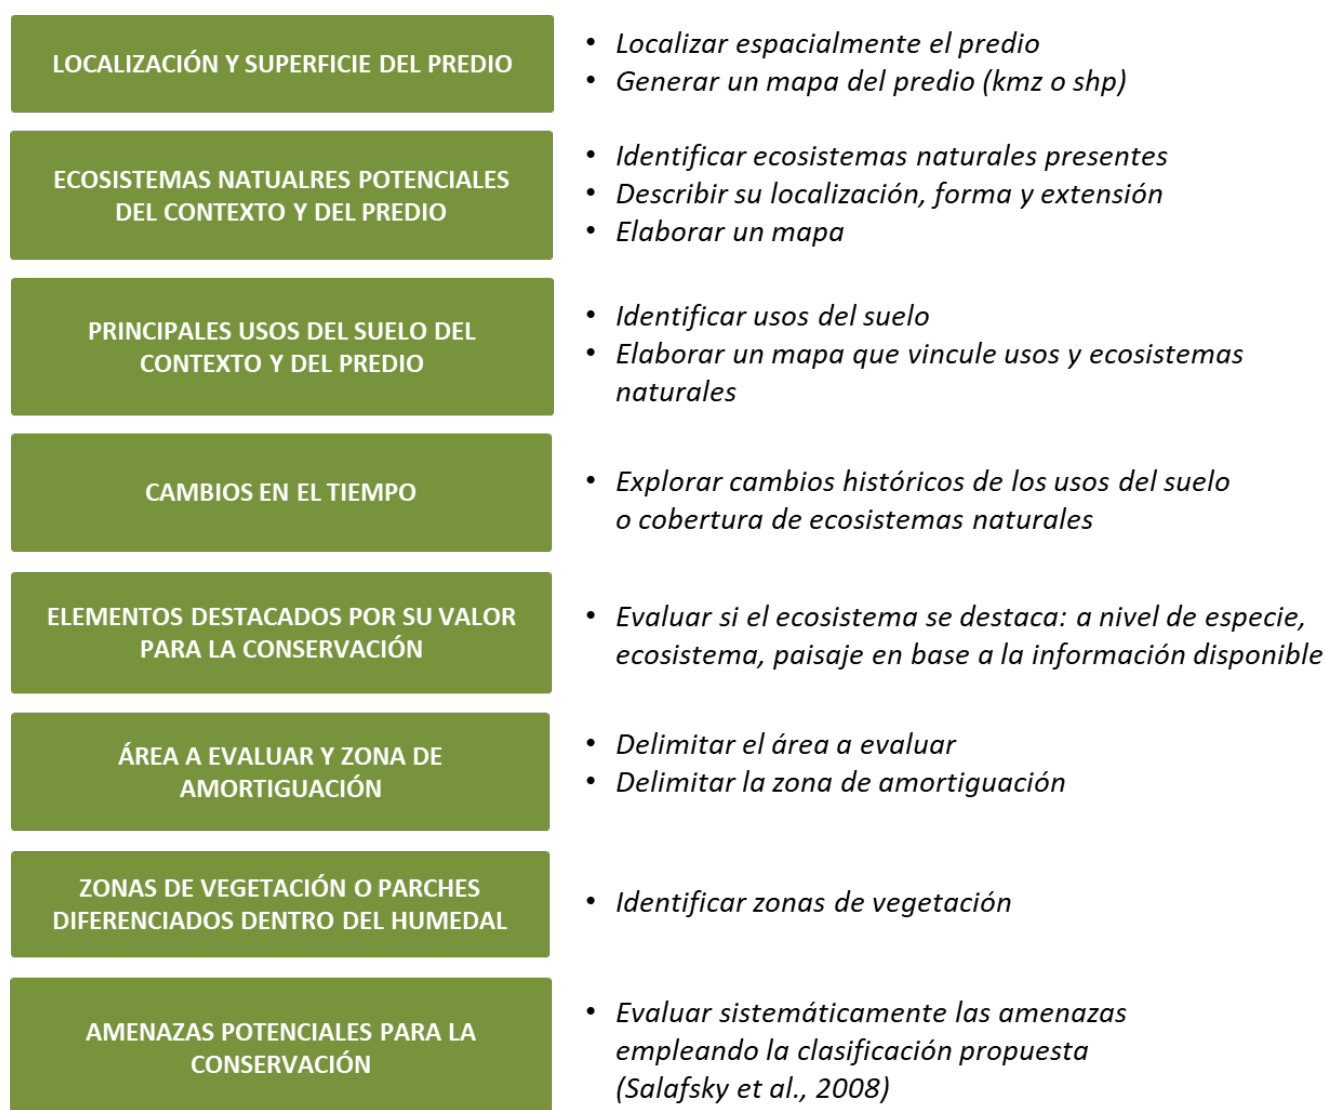 LOCALIZACIÓN Y SUPERFICIE DEL PREDIO
• Localizar espacialmente el predio
• Generar un mapa del predio (kmz o shp)
ECOSISTEMAS NATUALRES POTENCIALES
DEL CONTEXTO Y DEL PREDIO
• Identificar ecosistemas naturales presentes
• Describir su localización, forma y extensión
• Elaborar un mapa
PRINCIPALES USOS DEL SUELO DEL
CONTEXTO Y DEL PREDIO
• Identificar usos del suelo
• Elaborar un mapa que vincule usos y ecosistemas
naturales
CAMBIOS EN EL TIEMPO
• Explorar cambios históricos de los usos del suelo
o cobertura de ecosistemas naturales
ELEMENTOS DESTACADOS POR SU VALOR
PARA LA CONSERVACIÓN
• Evaluar si el ecosistema se destaca: a nivel de especie,
ecosistema, paisaje en base a la información disponible
ÁREA A EVALUAR Y ZONA DE
AMORTIGUACIÓN
• Delimitar el área a evaluar
• Delimitar la zona de amortiguación
ZONAS DE VEGETACIÓN O PARCHES
DIFERENCIADOS DENTRO DEL HUMEDAL
• Identificar zonas de vegetación
AMENAZAS POTENCIALES PARA LA
CONSERVACIÓN
• Evaluar sistemáticamente las amenazas
empleando la clasificación propuesta
(Salafsky et al., 2008)